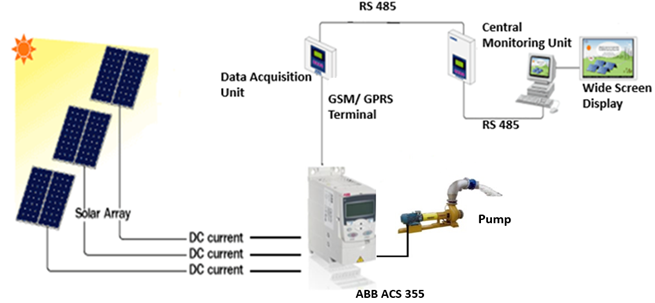 RS 485
Central
Monitoring Unit
Data Acquisition
Unit
GSM/ GPRS
Terminal
Wide Screen
Display
RS 485
Solar Array
Pump
DC current
DC current
DC current
ABB ACS 355